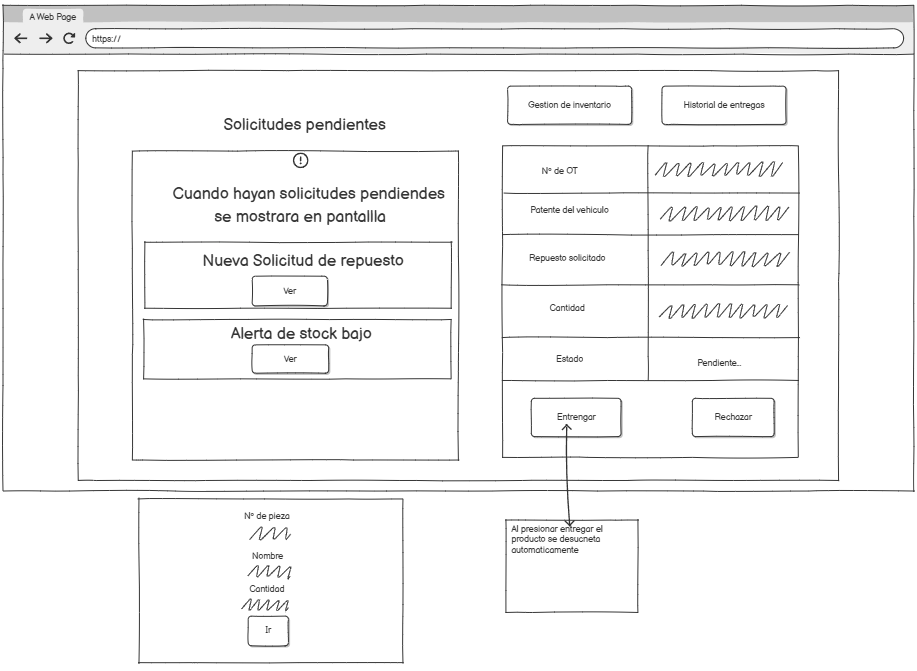 A Web Page
https://
Gestion de inventario
Historial de entregas
Solicitudes pendientes
Cuando hayan solicitudes pendiendes
se mostrara en pantallla
Nueva Solicitud de repuesto
Ver
Alerta de stock bajo
Ver
Nº de OT
Patente del vehiculo
Repuesto solicitado
Cantidad
Estado
Pendiente...
Entrengar
Rechazar
Nº de pieza
Nombre
Cantidad
Ir
Al presionar entregar el
producto se desucneta
automaticamente